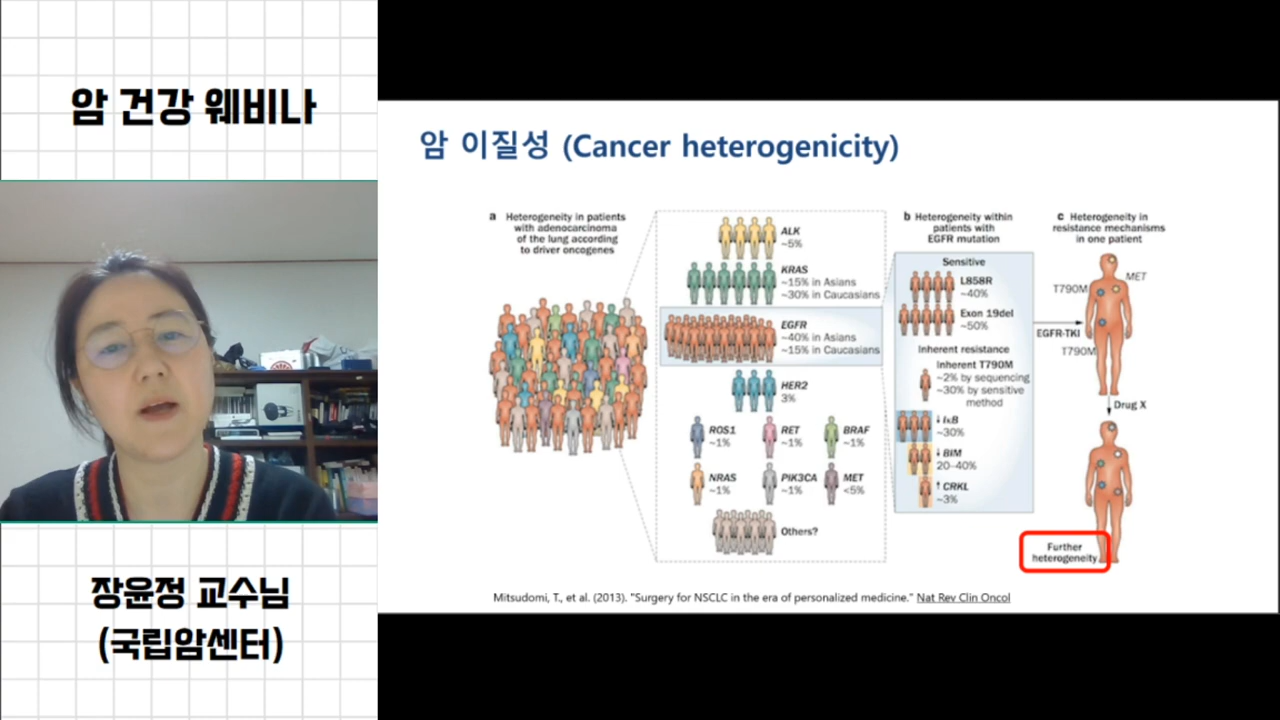 암 건강 웨비나
장윤정 교수님
(국립암센터)
암 이질성 (Cancer heterogenicity)
a Heterogeneity in patients
with adenocarcinoma
of the lung according
to driver oncogenes
ALK
~5%
KRAS
~15% in Asians
~30% in Caucasians
EGFR
~40% in Asians
~15% in Caucasians
HER2
3%
ROS1
~1%
RET
~1%
BRAF
~1%
NRAS
~1%
PIK3CA
~1%
MET
<5%
Others?
b Heterogeneity within
patients with
EGFR mutation
Sensitive
L858R
~40%
Exon 19del
~50%
Inherent resistance
Inherent T790M
~2% by sequencing
~30% by sensitive
method
↓ IκB
~30%
↓ BIM
20–40%
↑ CRKL
~3%
c Heterogeneity in
resistance mechanisms
in one patient
MET
T790M
EGFR-TKI
T790M
Drug X
Further
heterogeneity
Mitsudomi, T., et al. (2013). "Surgery for NSCLC in the era of personalized medicine." Nat Rev Clin Oncol